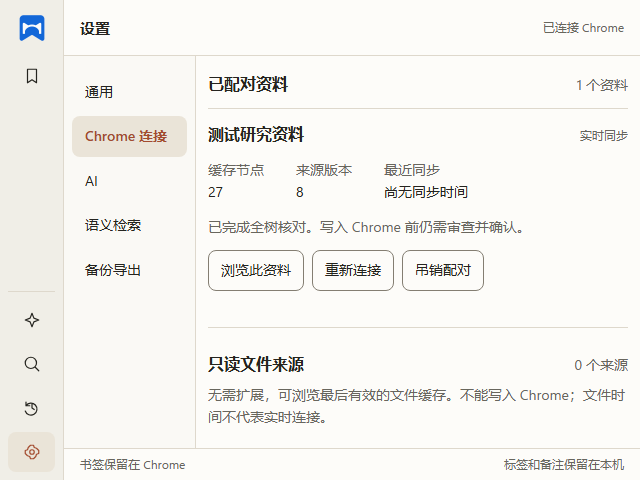 设置
已连接 Chrome
通用
Chrome 连接
AI
语义检索
备份导出
已配对资料
1 个资料
测试研究资料
实时同步
缓存节点 来源版本 最近同步
27 8 尚无同步时间
已完成全树核对。写入 Chrome 前仍需审查并确认。
浏览此资料 重新连接 吊销配对
只读文件来源
0 个来源
无需扩展，可浏览最后有效的文件缓存。不能写入 Chrome；文件时
间不代表实时连接。
书签保留在 Chrome
标签和备注保留在本机